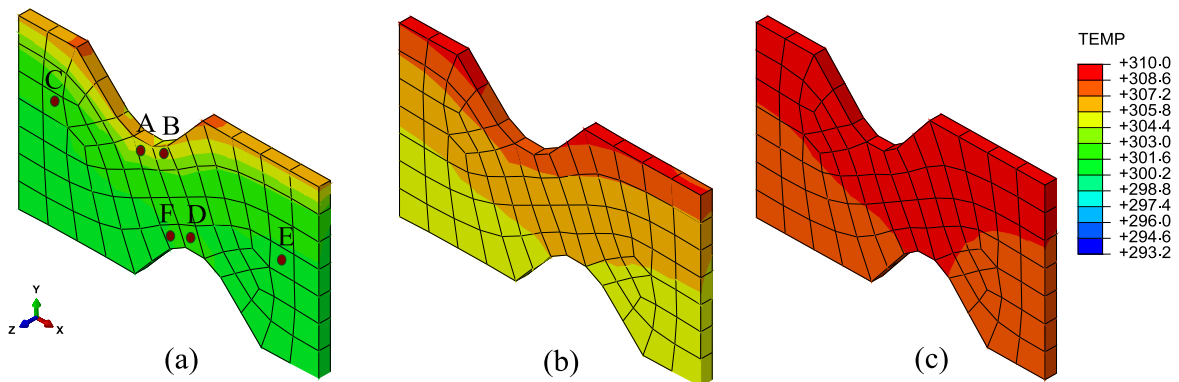 C
A B
F D
E
Y
Z X
(a)
(b)
(c)
TEMP
+310.0
+308.6
+307.2
+305.8
+304.4
+303.0
+301.6
+300.2
+298.8
+297.4
+296.0
+294.6
+293.2